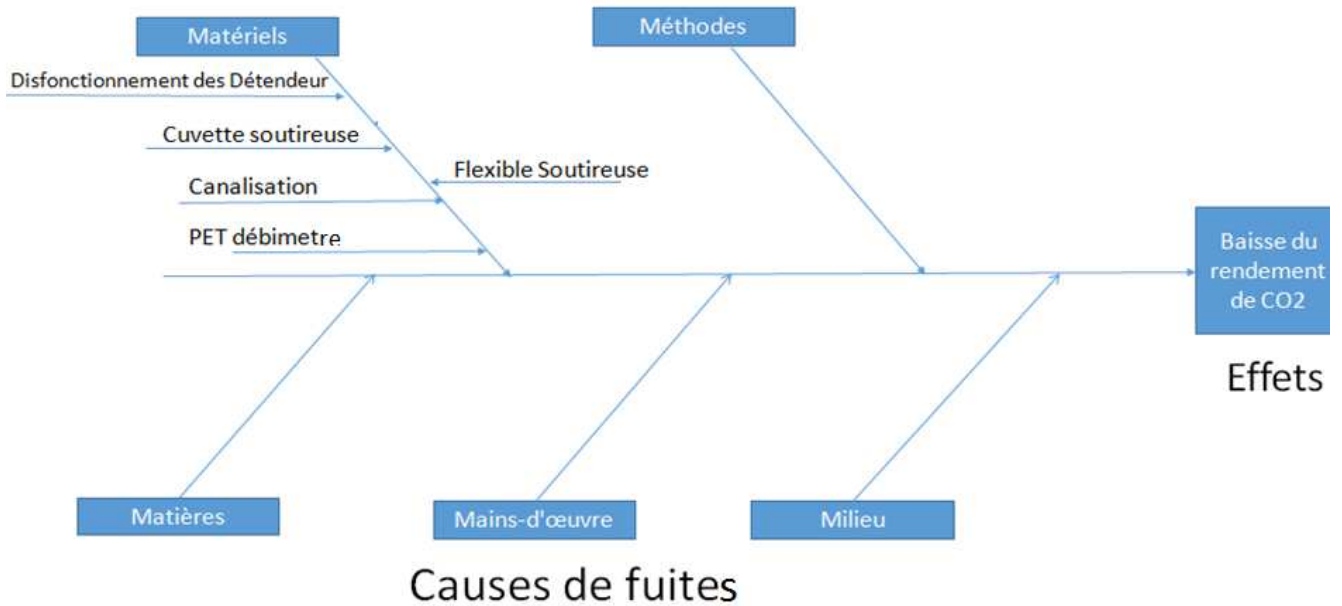 Matériels
Méthodes
Disfonctionnement des Détendeur
Cuvette soutireuse
Flexible Soutireuse
Canalisation
PET débimetre
Baisse du
rendement
de CO2
Effets
Matières
Mains-d'œuvre
Milieu
Causes de fuites